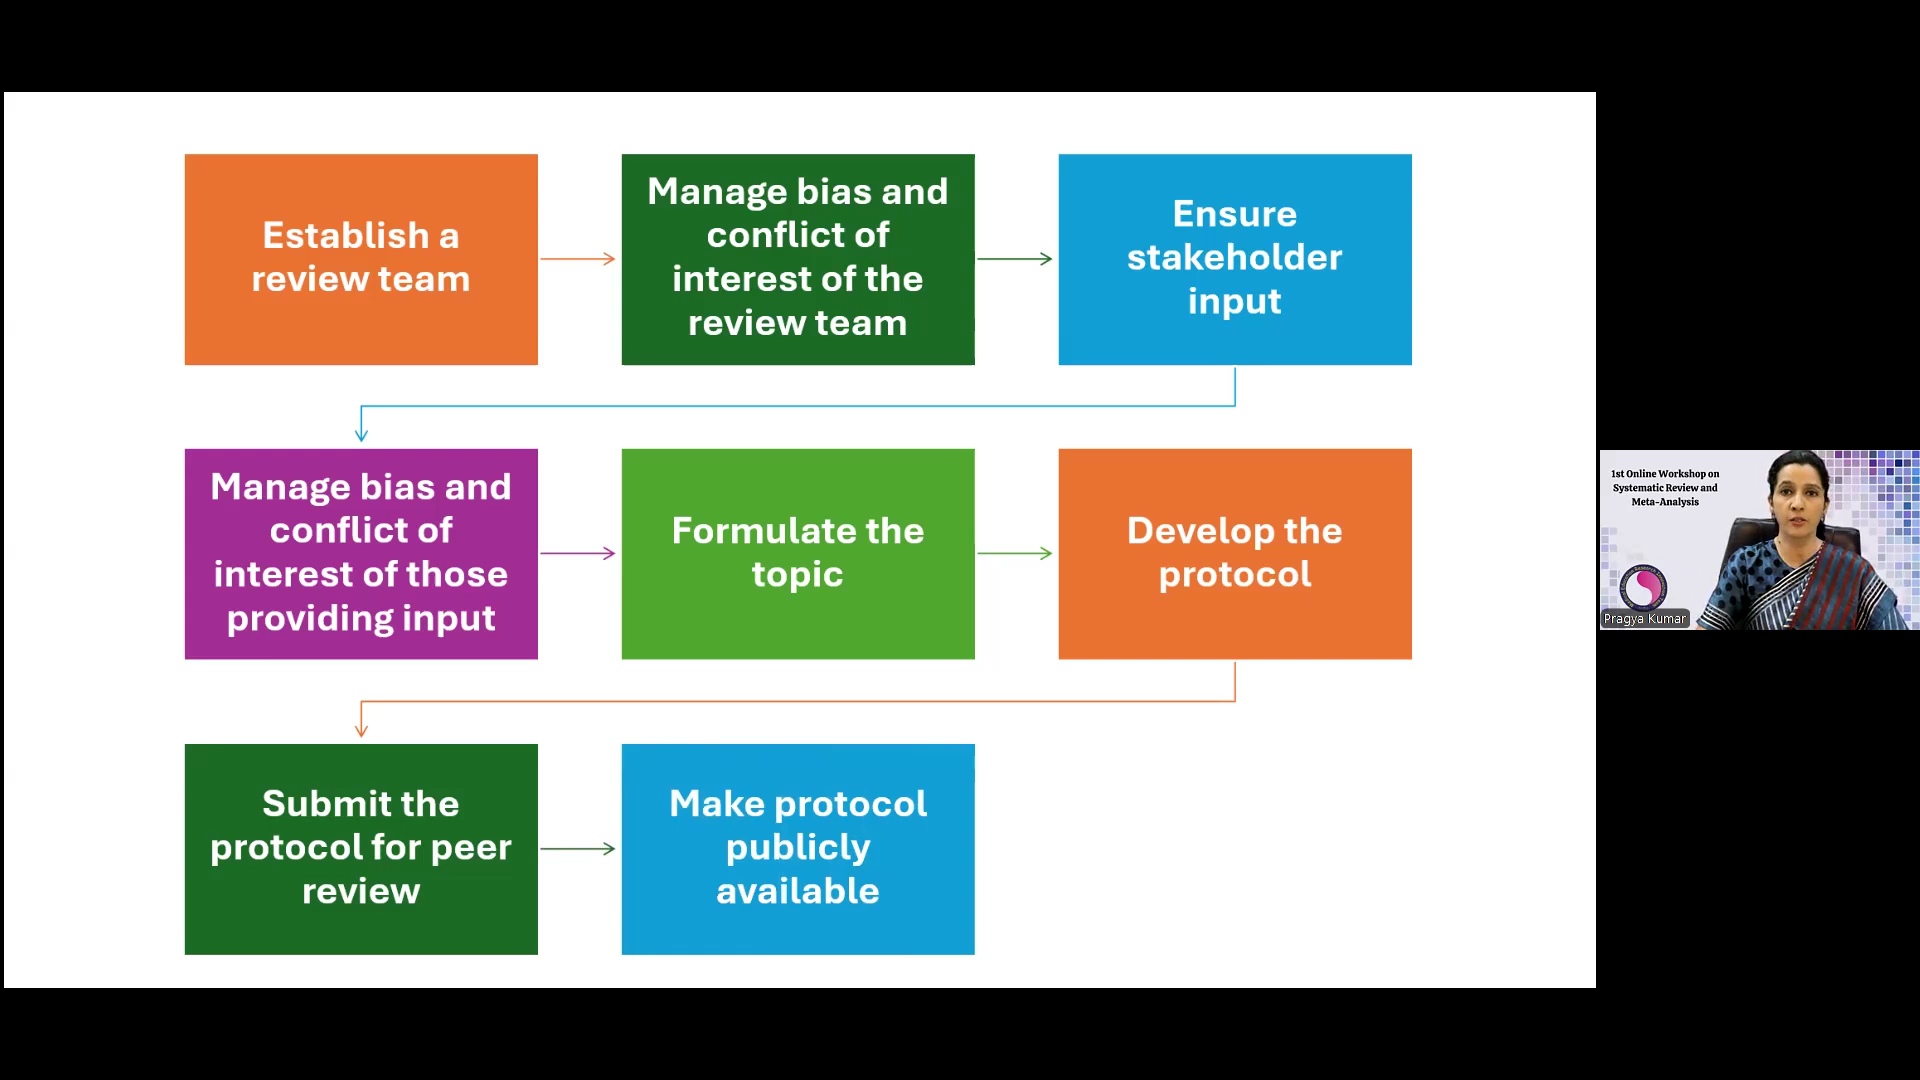 Establish a
review team
Manage bias and
conflict of
interest of the
review team
Ensure
stakeholder
input
Manage bias and
conflict of
interest of those
providing input
Formulate the
topic
Develop the
protocol
Submit the
protocol for peer
review
Make protocol
publicly
available
1st Online Workshop on
Systematic Review and
Meta-Analysis
Pragya Kumar